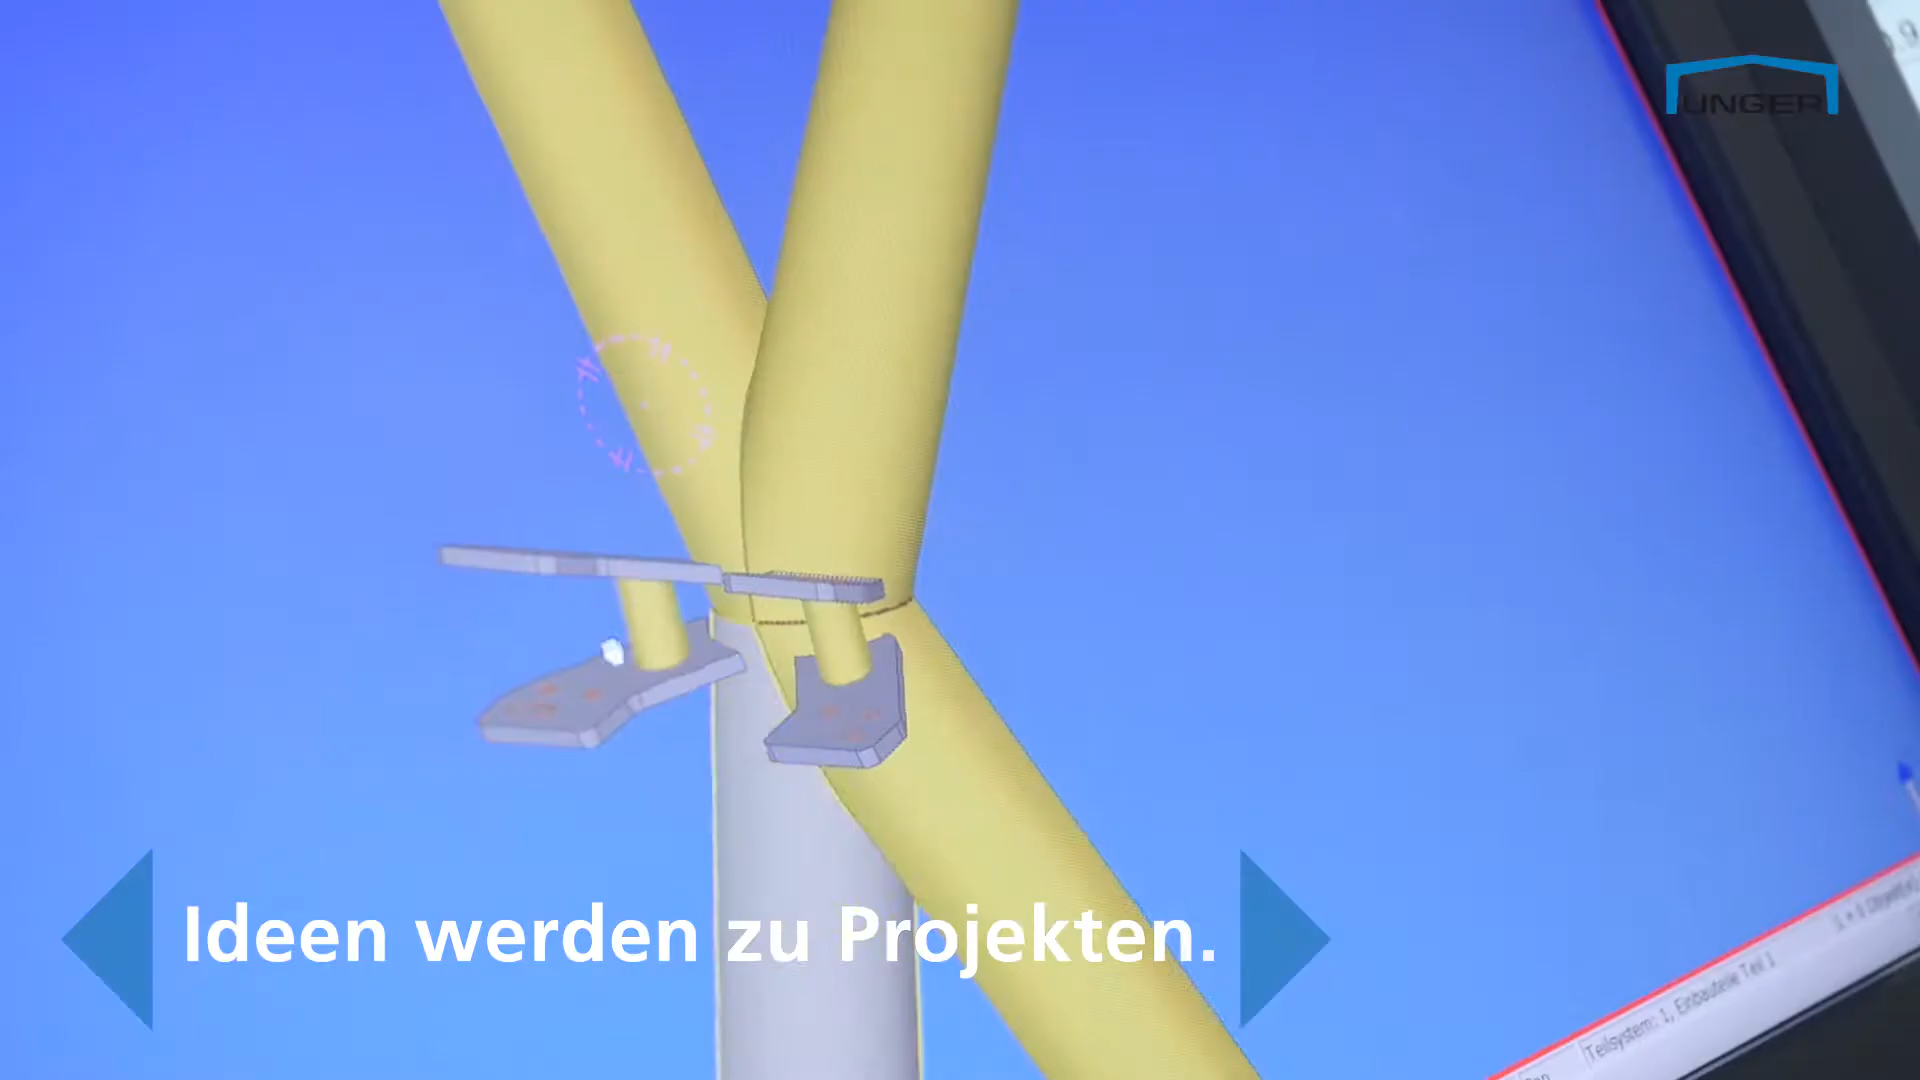 UNGER
Ideen werden zu Projekten.
Teilsystem: 1, Einbauteile Teil 1